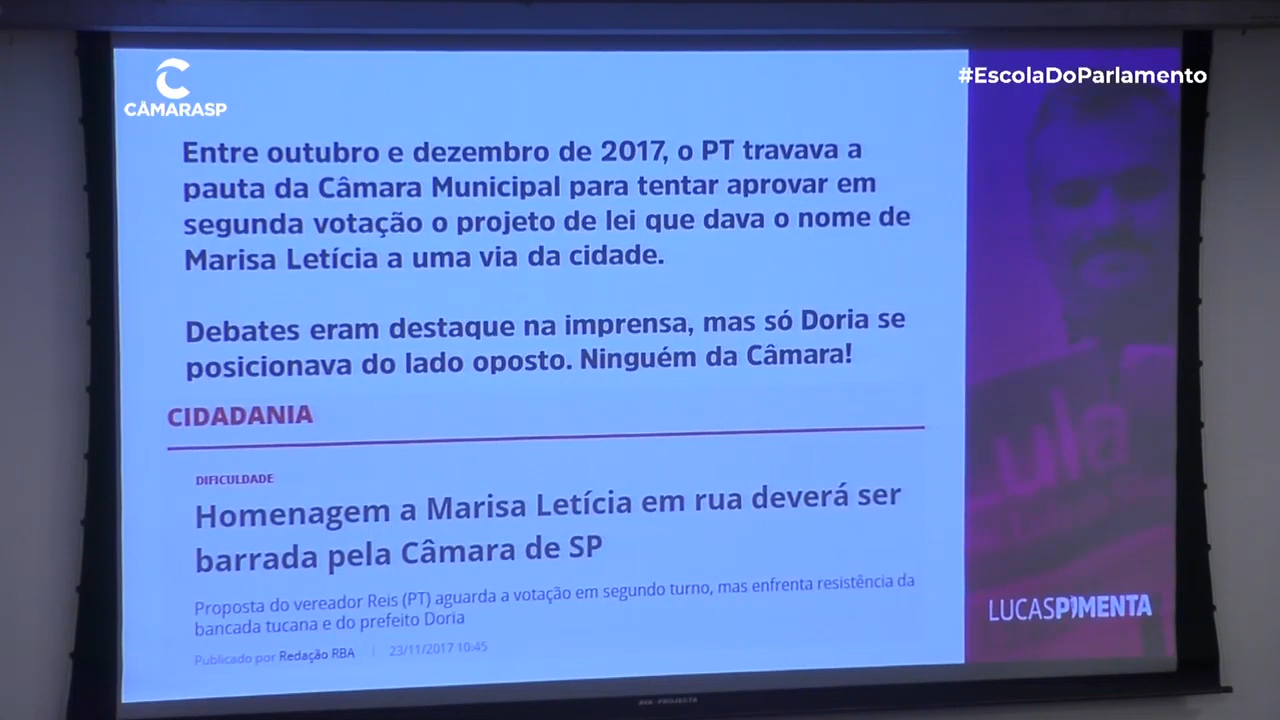 CÂMARASP
#EscolaDoParlamento
Entre outubro e dezembro de 2017, o PT travava a
pauta da Câmara Municipal para tentar aprovar em
segunda votação o projeto de lei que dava o nome de
Marisa Letícia a uma via da cidade.
Debates eram destaque na imprensa, mas só Doria se
posicionava do lado oposto. Ninguém da Câmara!
CIDADANIA
DIFICULDADE
Homenagem a Marisa Letícia em rua deverá ser
barrada pela Câmara de SP
Proposta do vereador Reis (PT) aguarda a votação em segundo turno, mas enfrenta resistência da
bancada tucana e do prefeito Doria
Publicado por Redação RBA | 23/11/2017 10:45
Lula
LUCASPIMENTA